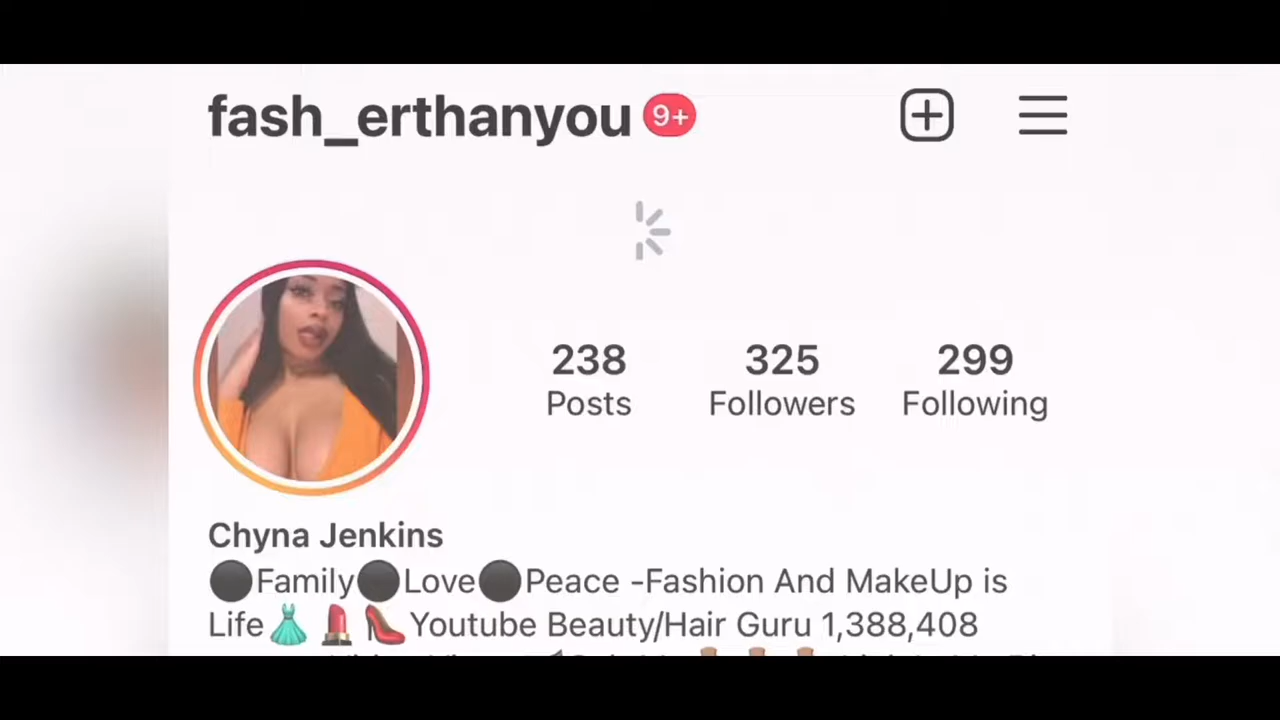 fash_erthanyou 9+
238 325 299
Posts Followers Following
Chyna Jenkins
⚫Family⚫Love⚫Peace -Fashion And MakeUp is
Life👗💄👠Youtube Beauty/Hair Guru 1,388,408